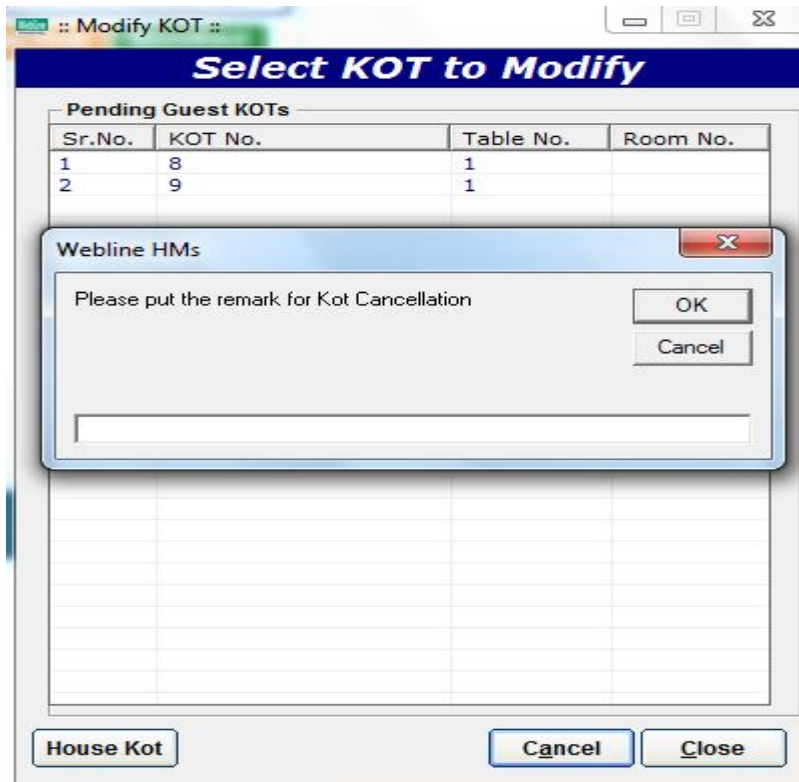 :: Modify KOT ::
Select KOT to Modify
Pending Guest KOTs
Sr.No. KOT No. Table No. Room No.
1 8 1
2 9 1
Webline HMs
Please put the remark for Kot Cancellation
OK
Cancel
House Kot Cancel Close